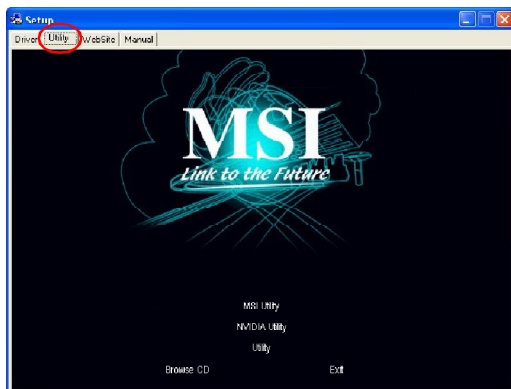 Setup
Driver Utility WebSite Manual
MSI
Link to the Future
MSI Utility
NVIDIA Utility
Utility
Browse CD Exit